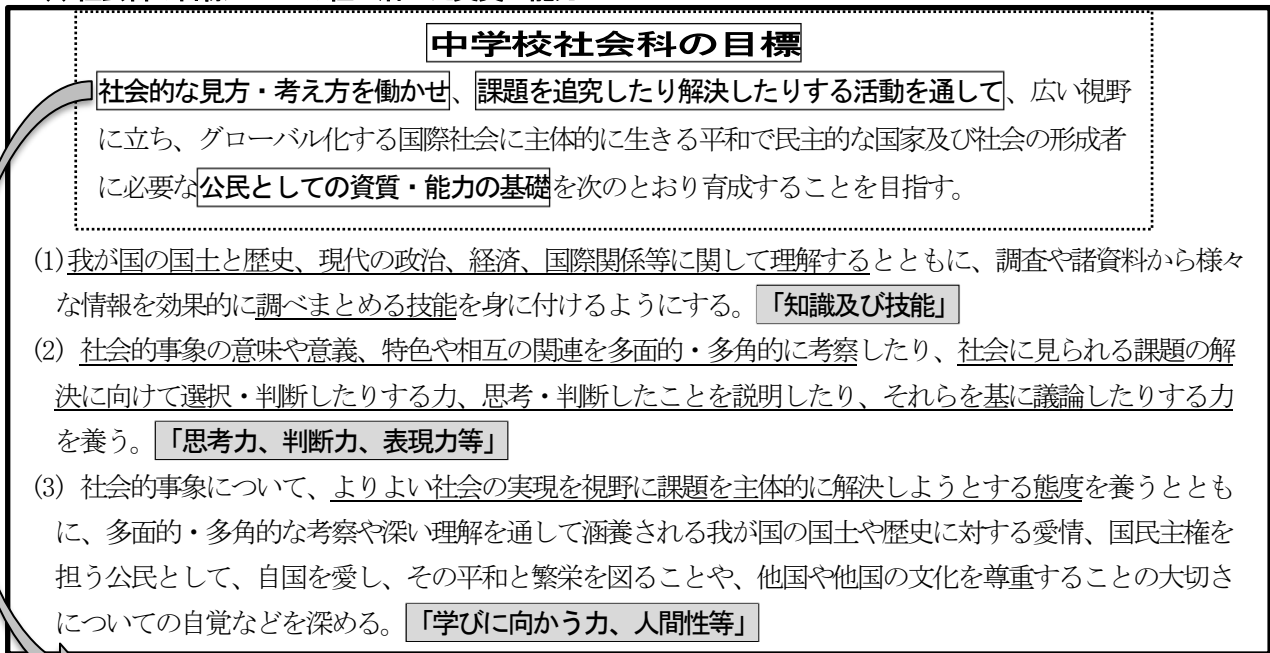 中学校社会科の目標
社会的な見方・考え方を働かせ、課題を追究したり解決したりする活動を通して、広い視野
に立ち、グローバル化する国際社会に主体的に生きる平和で民主的な国家及び社会の形成者
に必要な公民としての資質・能力の基礎を次のとおり育成することを目指す。
(1)我が国の国土と歴史、現代の政治、経済、国際関係等に関して理解するとともに、調査や諸資料から様々
な情報を効果的に調べまとめる技能を身に付けるようにする。「知識及び技能」
(2) 社会的事象の意味や意義、特色や相互の関連を多面的・多角的に考察したり、社会に見られる課題の解
決に向けて選択・判断したりする力、思考・判断したことを説明したり、それらを基に議論したりする力
を養う。「思考力、判断力、表現力等」
(3) 社会的事象について、よりよい社会の実現を視野に課題を主体的に解決しようとする態度を養うととも
に、多面的・多角的な考察や深い理解を通して涵養される我が国の国土や歴史に対する愛情、国民主権を
担う公民として、自国を愛し、その平和と繁栄を図ることや、他国や他国の文化を尊重することの大切さ
についての自覚などを深める。「学びに向かう力、人間性等」